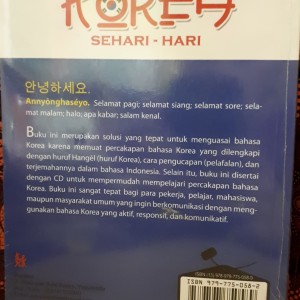 KOREA
SEHARI - HARI
안녕하세요.
Annyŏnghaséyo. Selamat pagi; selamat siang; selamat sore; sela-
mat malam; halo; apa kabar; salam kenal.
Buku ini merupakan solusi yang tepat untuk menguasai bahasa
Korea karena memuat percakapan bahasa Korea yang dilengkapi
dengan huruf Hangeul (huruf Korea), cara pengucapan (pelafalan), dan
terjemahannya dalam bahasa Indonesia. Selain itu, buku ini disertai
dengan CD untuk mempermudah mempelajari percakapan bahasa
Korea. Buku ini sangat tepat bagi para pekerja, pelajar, mahasiswa,
maupun masyarakat umum yang ingin berkomunikasi dengan meng-
gunakan bahasa Korea yang aktif, responsif, dan komunikatif.
ISBN
979-775-058-2